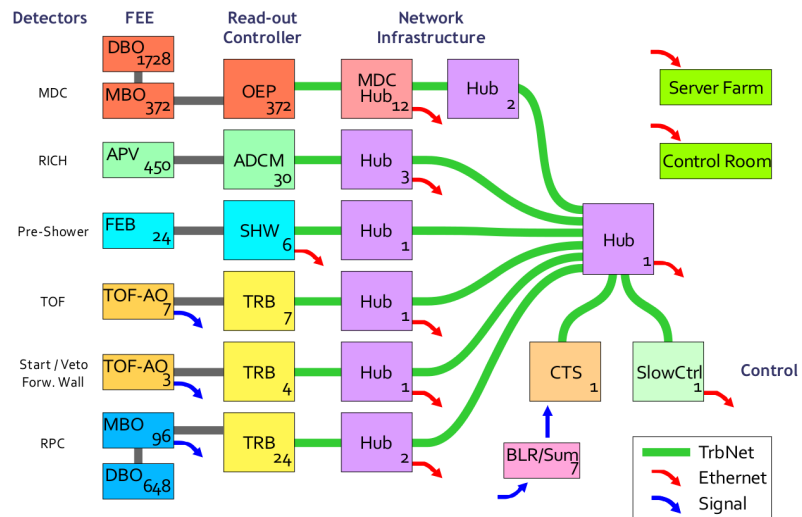 Detectors
FEE
Read-out
Controller
Network
Infrastructure
MDC
DBO
1728
MBO
372
OEP
372
MDC
Hub
12
Hub
2
Server Farm
RICH
APV
450
ADCM
30
Hub
3
Control Room
Pre-Shower
FEB
24
SHW
6
Hub
1
Hub
1
TOF
TOF-AO
7
TRB
7
Hub
1
Start / Veto
Forw. Wall
TOF-AO
3
TRB
4
Hub
1
CTS
1
SlowCtrl
1
Control
RPC
MBO
96
DBO
648
TRB
24
Hub
2
BLR/Sum
7
TrbNet
Ethernet
Signal